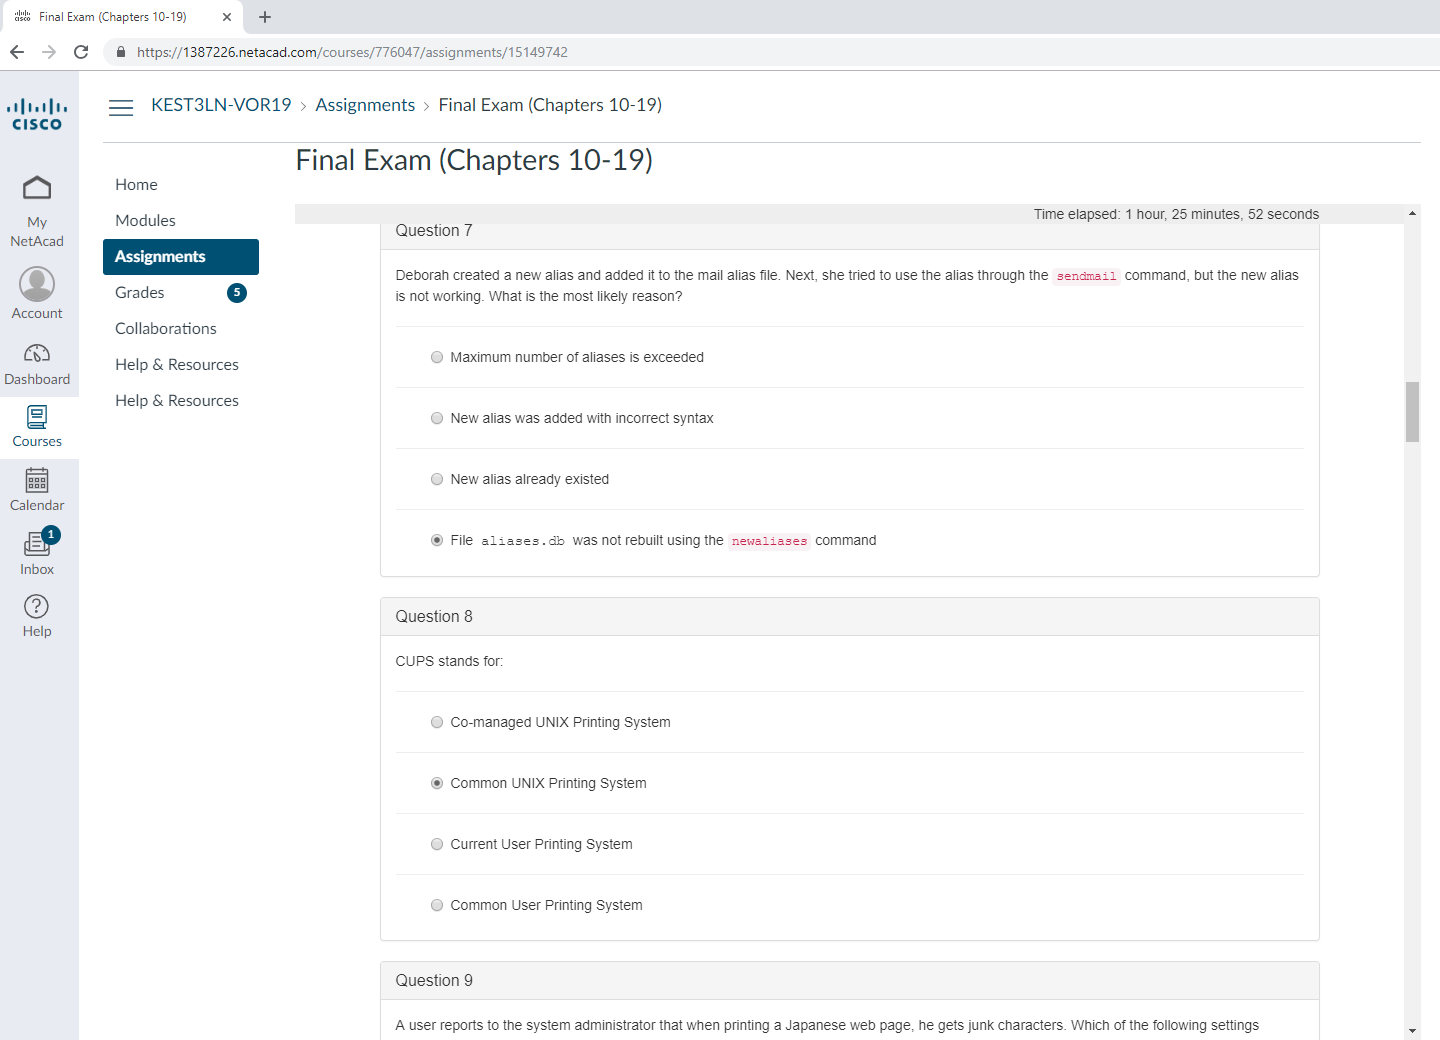 Final Exam (Chapters 10-19)
https://1387226.netacad.com/courses/776047/assignments/15149742
CISCO
KEST3LN-VOR19 > Assignments > Final Exam (Chapters 10-19)
Final Exam (Chapters 10-19)
My
NetAcad
Account
Dashboard
Courses
Calendar
1
Inbox
Help
Home
Modules
Assignments
Grades 5
Collaborations
Help & Resources
Help & Resources
Time elapsed: 1 hour, 25 minutes, 52 seconds
Question 7
Deborah created a new alias and added it to the mail alias file. Next, she tried to use the alias through the sendmail command, but the new alias
is not working. What is the most likely reason?
Maximum number of aliases is exceeded
New alias was added with incorrect syntax
New alias already existed
File aliases.db was not rebuilt using the newaliases command
Question 8
CUPS stands for:
Co-managed UNIX Printing System
Common UNIX Printing System
Current User Printing System
Common User Printing System
Question 9
A user reports to the system administrator that when printing a Japanese web page, he gets junk characters. Which of the following settings